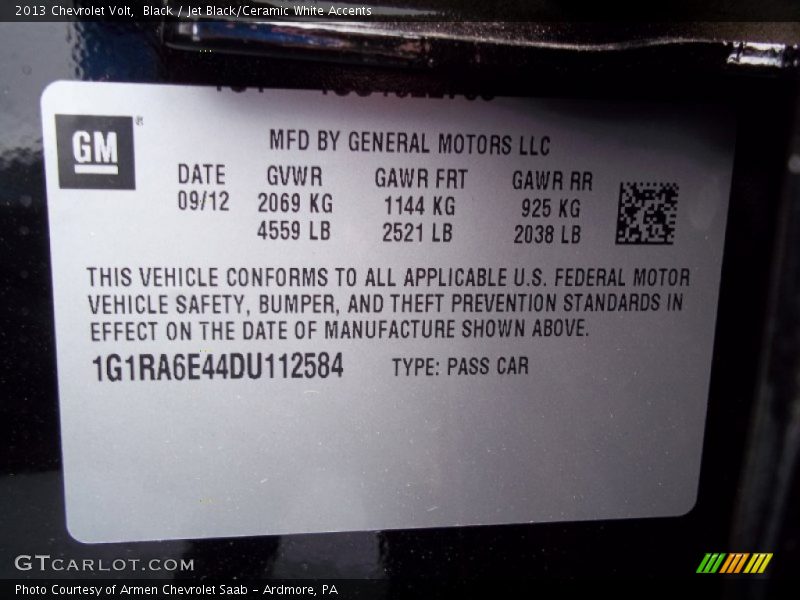 2013 Chevrolet Volt, Black / Jet Black/Ceramic White Accents
GM
MFD BY GENERAL MOTORS LLC
DATE GVWR GAWR FRT GAWR RR
09/12 2069 KG 1144 KG 925 KG
4559 LB 2521 LB 2038 LB
THIS VEHICLE CONFORMS TO ALL APPLICABLE U.S. FEDERAL MOTOR
VEHICLE SAFETY, BUMPER, AND THEFT PREVENTION STANDARDS IN
EFFECT ON THE DATE OF MANUFACTURE SHOWN ABOVE.
1G1RA6E44DU112584 TYPE: PASS CAR
GTCARLOT.COM
Photo Courtesy of Armen Chevrolet Saab - Ardmore, PA